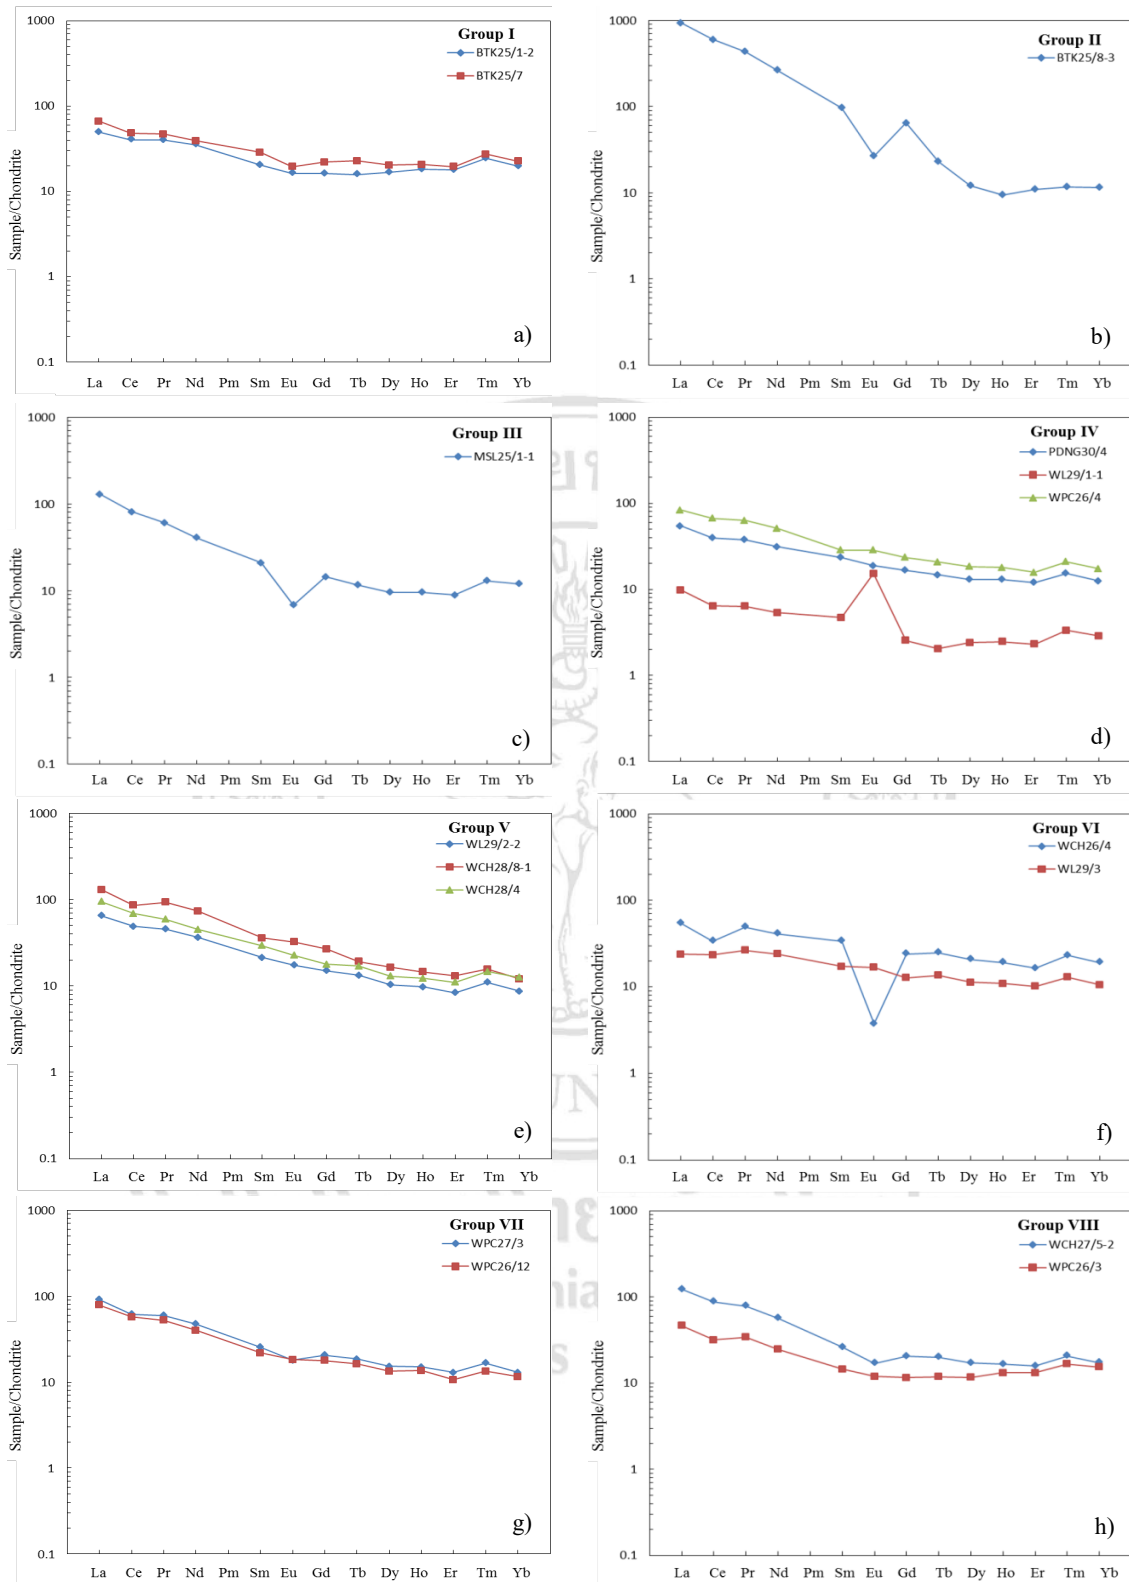 Group I
BTK25/1-2
BTK25/7
1000
100
10
1
0.1
Sample/Chondrite
a)
La Ce Pr Nd Pm Sm Eu Gd Tb Dy Ho Er Tm Yb
Group II
BTK25/8-3
1000
100
10
1
0.1
Sample/Chondrite
b)
La Ce Pr Nd Pm Sm Eu Gd Tb Dy Ho Er Tm Yb
Group III
MSL25/1-1
1000
100
10
1
0.1
Sample/Chondrite
c)
La Ce Pr Nd Pm Sm Eu Gd Tb Dy Ho Er Tm Yb
Group IV
PDNG30/4
WL29/1-1
WPC26/4
1000
100
10
1
0.1
Sample/Chondrite
d)
La Ce Pr Nd Pm Sm Eu Gd Tb Dy Ho Er Tm Yb
Group V
WL29/2-2
WCH28/8-1
WCH28/4
1000
100
10
1
0.1
Sample/Chondrite
e)
La Ce Pr Nd Pm Sm Eu Gd Tb Dy Ho Er Tm Yb
Group VI
WCH26/4
WL29/3
1000
100
10
1
0.1
Sample/Chondrite
f)
La Ce Pr Nd Pm Sm Eu Gd Tb Dy Ho Er Tm Yb
Group VII
WPC27/3
WPC26/12
1000
100
10
1
0.1
Sample/Chondrite
g)
La Ce Pr Nd Pm Sm Eu Gd Tb Dy Ho Er Tm Yb
Group VIII
WCH27/5-2
WPC26/3
1000
100
10
1
0.1
Sample/Chondrite
h)
La Ce Pr Nd Pm Sm Eu Gd Tb Dy Ho Er Tm Yb